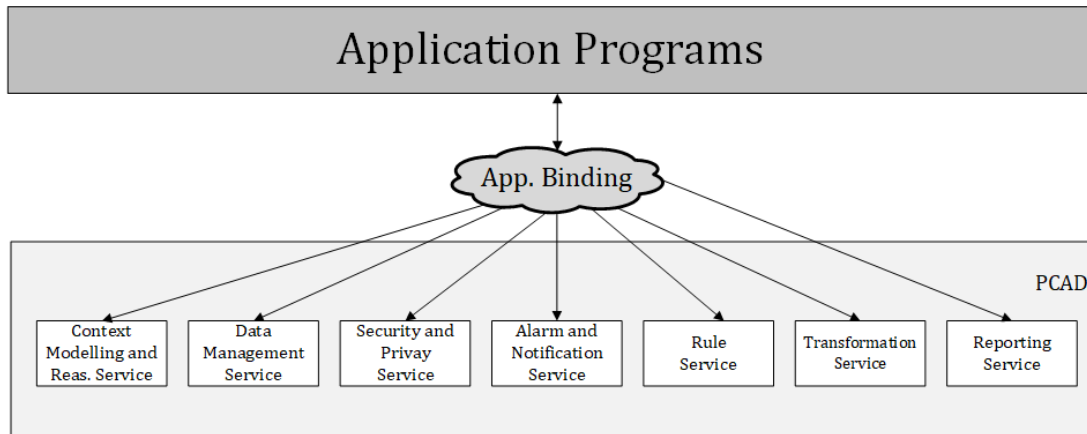 Application Programs
App. Binding
PCAD
Context
Modelling and
Reas. Service
Data
Management
Service
Security and
Privay
Service
Alarm and
Notification
Service
Rule
Service
Transformation
Service
Reporting
Service